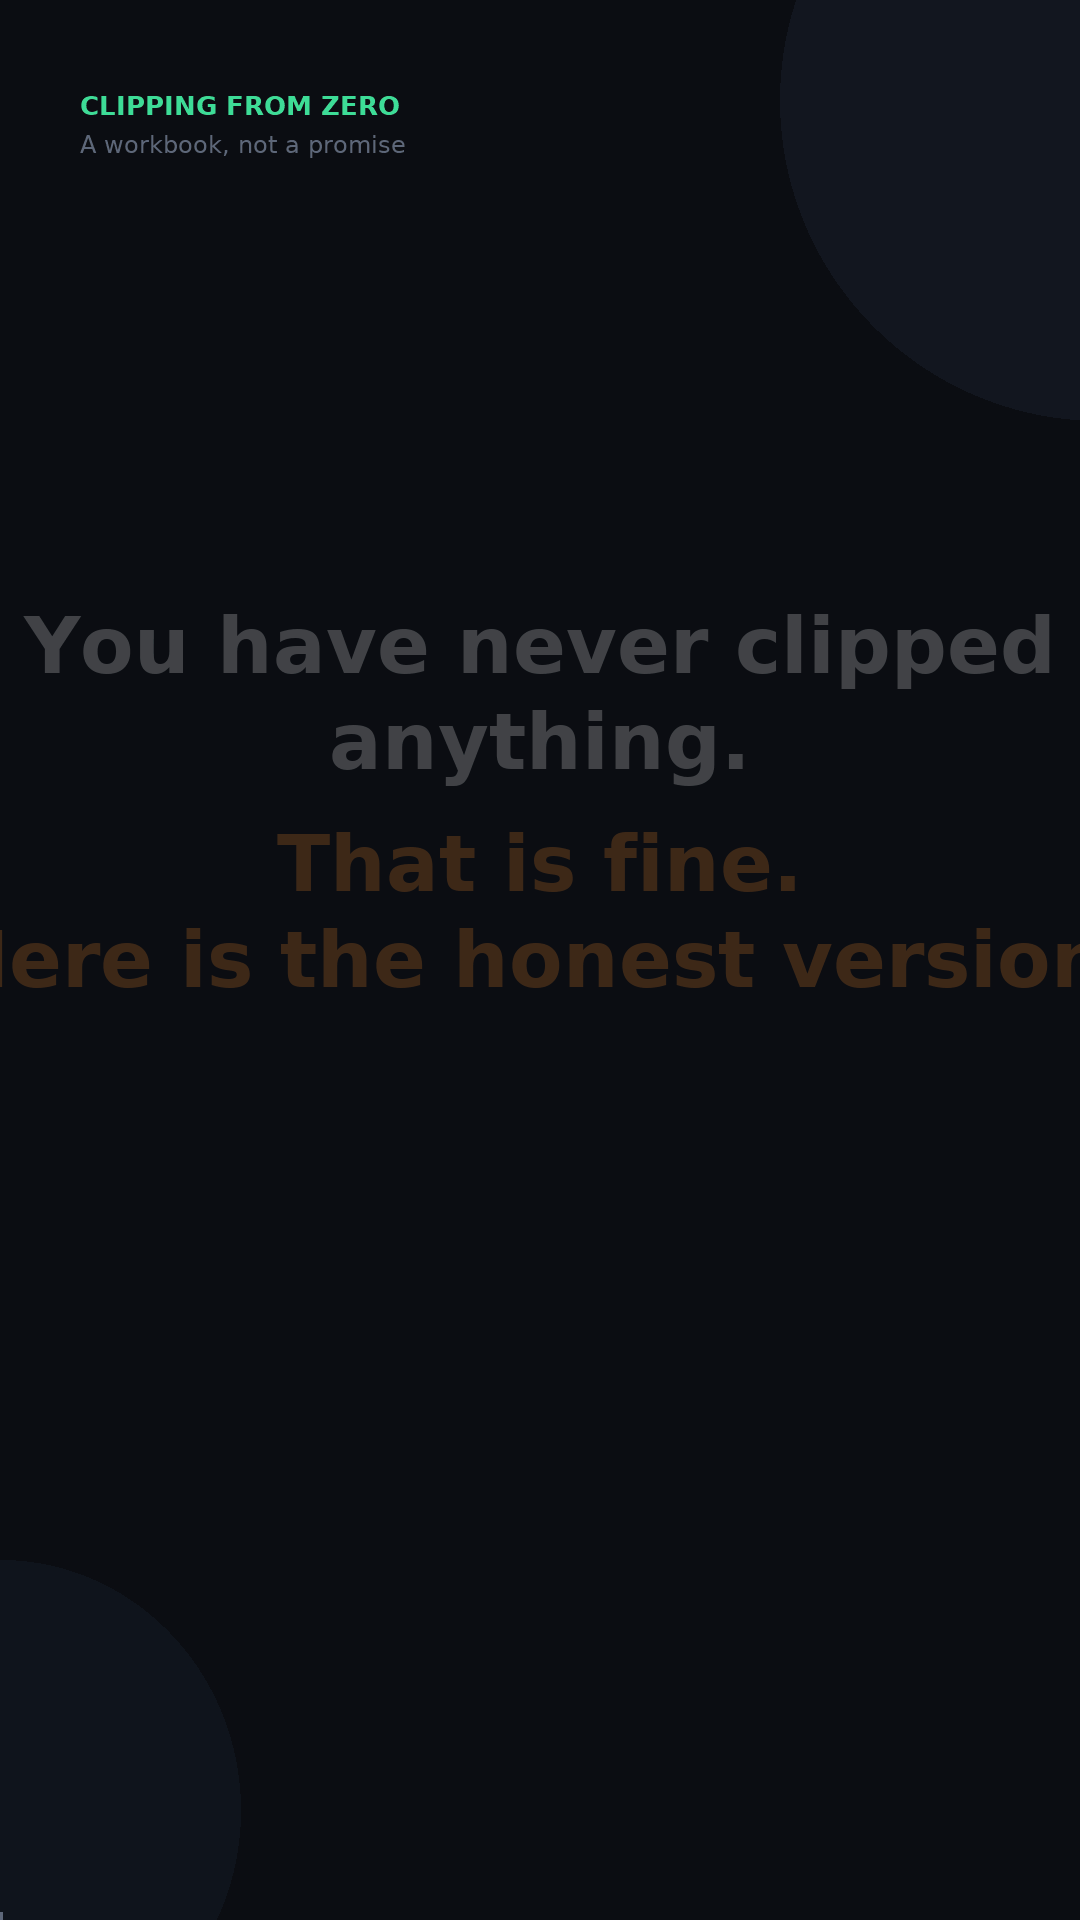 CLIPPING FROM ZERO
A workbook, not a promise
You have never clipped
anything.
That is fine.
is the honest